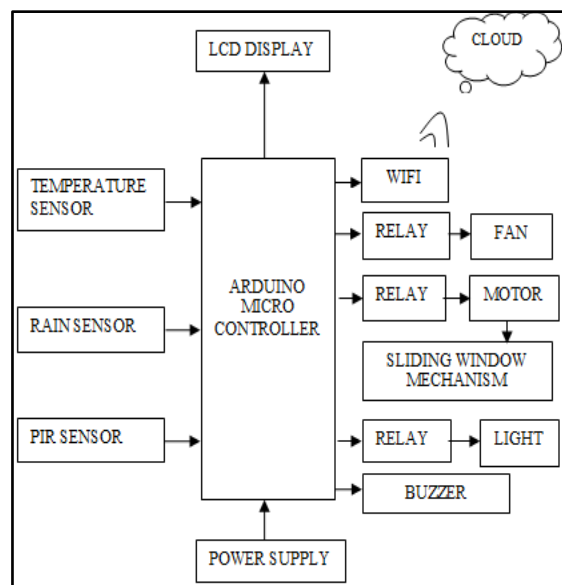 LCD DISPLAY
CLOUD
TEMPERATURE
SENSOR
WIFI
RELAY
FAN
ARDUINO
MICRO
CONTROLLER
RELAY
MOTOR
RAIN SENSOR
SLIDING WINDOW
MECHANISM
PIR SENSOR
RELAY
LIGHT
BUZZER
POWER SUPPLY